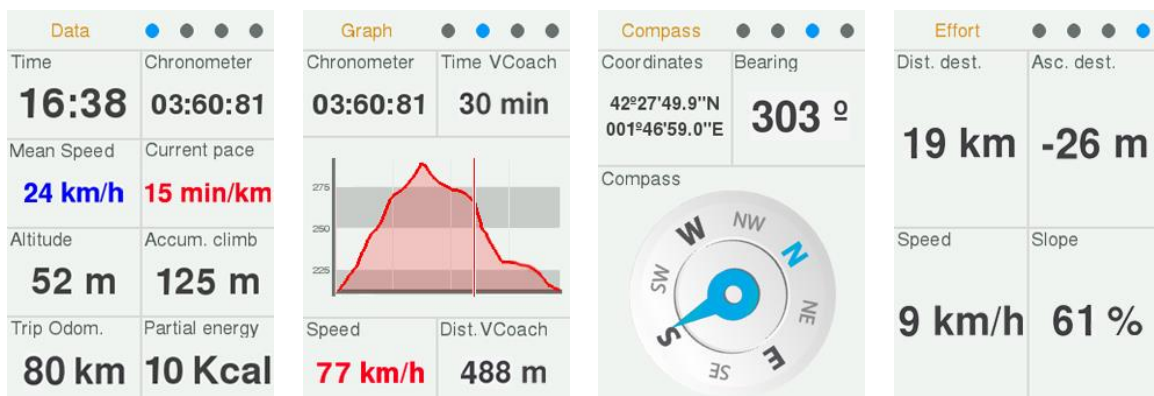 Data
Time
Chronometer
16:38
03:60:81
Mean Speed
Current pace
24 km/h
15 min/km
Altitude
Accum. climb
52 m
125 m
Trip Odom.
Partial energy
80 km
10 Kcal
Graph
Chronometer
Time VCoach
03:60:81
30 min
275
250
225
Speed
Dist.VCoach
77 km/h
488 m
Compass
Coordinates
Bearing
42º27'49.9"N
001º46'59.0"E
303 º
Compass
W
NW
N
SW
NE
S
E
SE
Effort
Dist. dest.
Asc. dest.
19 km
-26 m
Speed
Slope
9 km/h
61 %